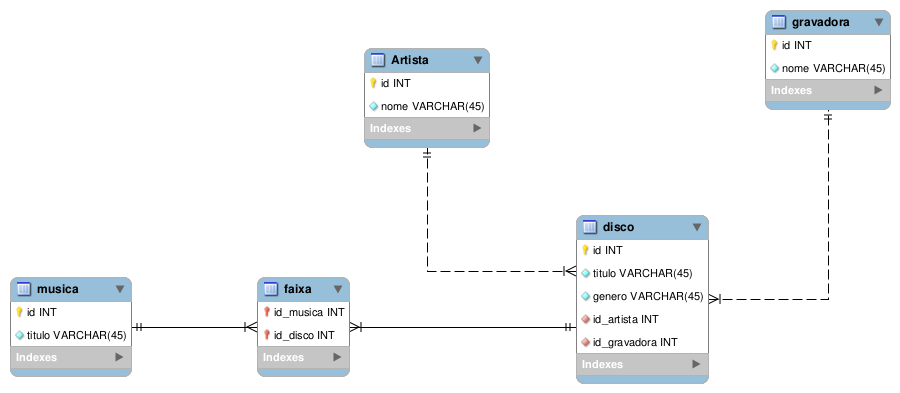 gravadora
id INT
nome VARCHAR(45)
Indexes
Artista
id INT
nome VARCHAR(45)
Indexes
disco
id INT
titulo VARCHAR(45)
genero VARCHAR(45)
id_artista INT
id_gravadora INT
Indexes
musica
id INT
titulo VARCHAR(45)
Indexes
faixa
id_musica INT
id_disco INT
Indexes